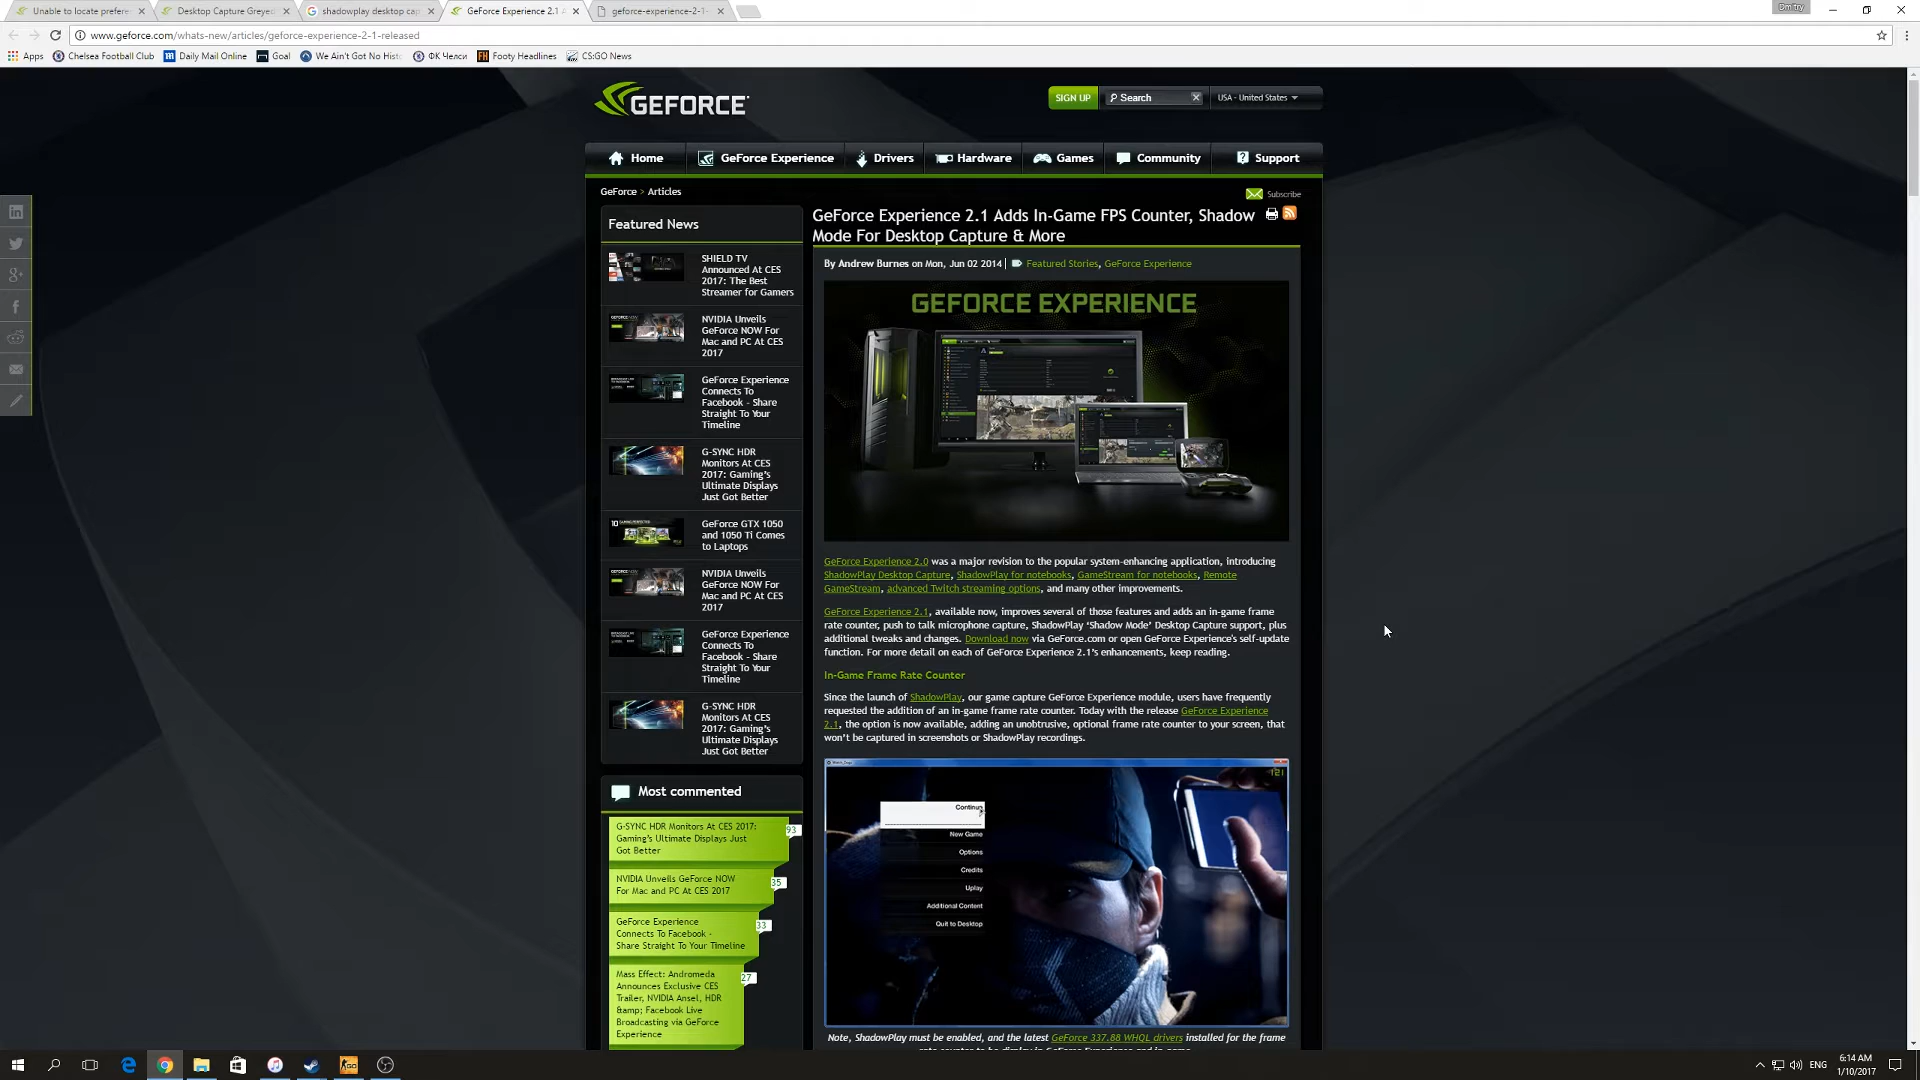 Unable to locate prefere
Desktop Capture Greyed
shadowplay desktop cap
GeForce Experience 2.1 A
geforce-experience-2-1-
Dmitry
www.geforce.com/whats-new/articles/geforce-experience-2-1-released
Apps
Chelsea Football Club
Daily Mail Online
Goal
We Ain't Got No Hist
ФК Челси
Footy Headlines
CS:GO News
GEFORCE
SIGN UP
Search
USA - United States
Home
GeForce Experience
Drivers
Hardware
Games
Community
Support
GeForce > Articles
Subscribe
Featured News
SHIELD TV
Announced At CES
2017: The Best
Streamer for Gamers
NVIDIA Unveils
GeForce NOW For
Mac and PC At CES
2017
GeForce Experience
Connects To
Facebook - Share
Straight To Your
Timeline
G-SYNC HDR
Monitors At CES
2017: Gaming's
Ultimate Displays
Just Got Better
GeForce GTX 1050
and 1050 Ti Comes
to Laptops
NVIDIA Unveils
GeForce NOW For
Mac and PC At CES
2017
GeForce Experience
Connects To
Facebook - Share
Straight To Your
Timeline
G-SYNC HDR
Monitors At CES
2017: Gaming's
Ultimate Displays
Just Got Better
Most commented
G-SYNC HDR Monitors At CES 2017:
Gaming's Ultimate Displays Just
Got Better
93
NVIDIA Unveils GeForce NOW
For Mac and PC At CES 2017
35
GeForce Experience
Connects To Facebook -
Share Straight To Your Timeline
33
Mass Effect: Andromeda
Announces Exclusive CES
Trailer, NVIDIA Ansel, HDR
&amp; Facebook Live
Broadcasting via GeForce
Experience
27
GeForce Experience 2.1 Adds In-Game FPS Counter, Shadow
Mode For Desktop Capture & More
By Andrew Burnes on Mon, Jun 02 2014 | Featured Stories, GeForce Experience
GEFORCE EXPERIENCE
GeForce Experience 2.0 was a major revision to the popular system-enhancing application, introducing
ShadowPlay Desktop Capture, ShadowPlay for notebooks, GameStream for notebooks, Remote
GameStream, advanced Twitch streaming options, and many other improvements.
GeForce Experience 2.1, available now, improves several of those features and adds an in-game frame
rate counter, push to talk microphone capture, ShadowPlay 'Shadow Mode' Desktop Capture support, plus
additional tweaks and changes. Download now via GeForce.com or open GeForce Experience's self-update
function. For more detail on each of GeForce Experience 2.1's enhancements, keep reading.
In-Game Frame Rate Counter
Since the launch of ShadowPlay, our game capture GeForce Experience module, users have frequently
requested the addition of an in-game frame rate counter. Today with the release GeForce Experience
2.1, the option is now available, adding an unobtrusive, optional frame rate counter to your screen, that
won't be captured in screenshots or ShadowPlay recordings.
121
Continue
New Game
Options
Credits
Uplay
Additional Content
Quit to Desktop
Note, ShadowPlay must be enabled, and the latest GeForce 337.88 WHQL drivers installed for the frame
ENG
6:14 AM
1/10/2017